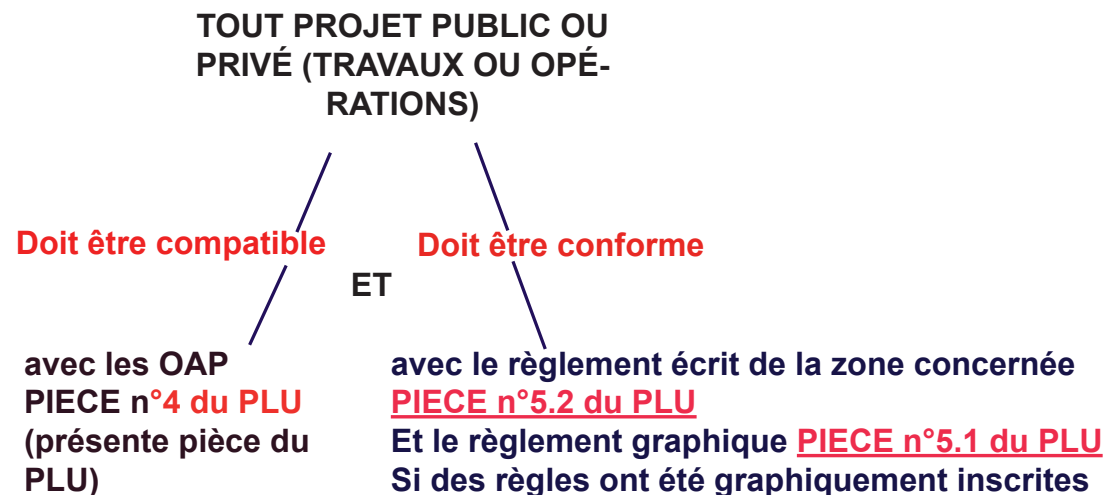 TOUT PROJET PUBLIC OU
PRIVÉ (TRAVAUX OU OPÉ-
RATIONS)
Doit être compatible
Doit être conforme
ET
avec les OAP
PIECE n°4 du PLU
(présente pièce du
PLU)
avec le règlement écrit de la zone concernée
PIECE n°5.2 du PLU
Et le règlement graphique PIECE n°5.1 du PLU
Si des règles ont été graphiquement inscrites